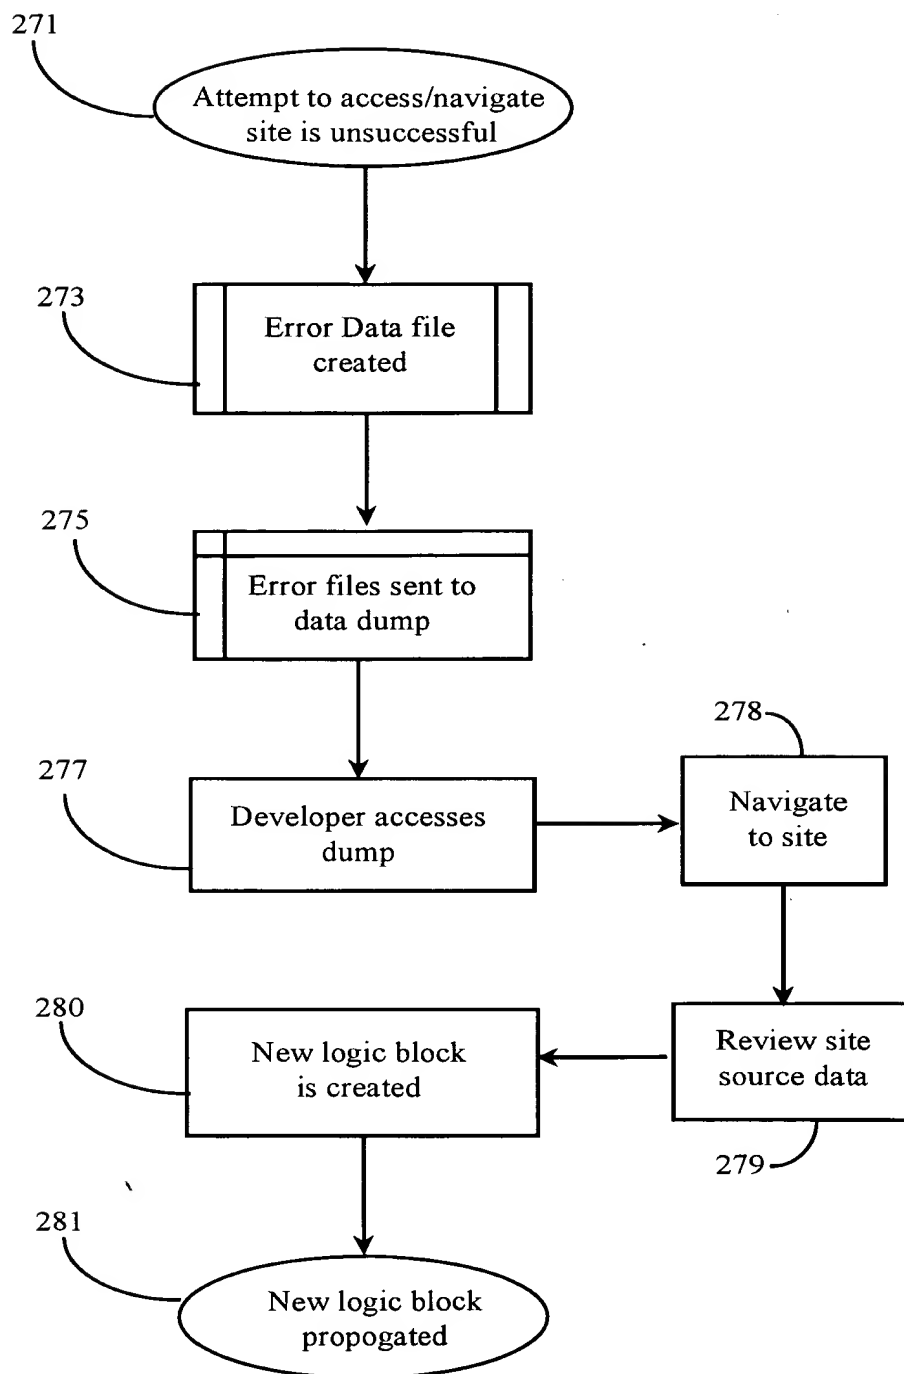 271
Attempt to access/navigate
site is unsuccessful
273
Error Data file
created
275
Error files sent to
data dump
277
Developer accesses
dump
278
Navigate
to site
280
New logic block
is created
Review site
source data
279
281
New logic block
propogated